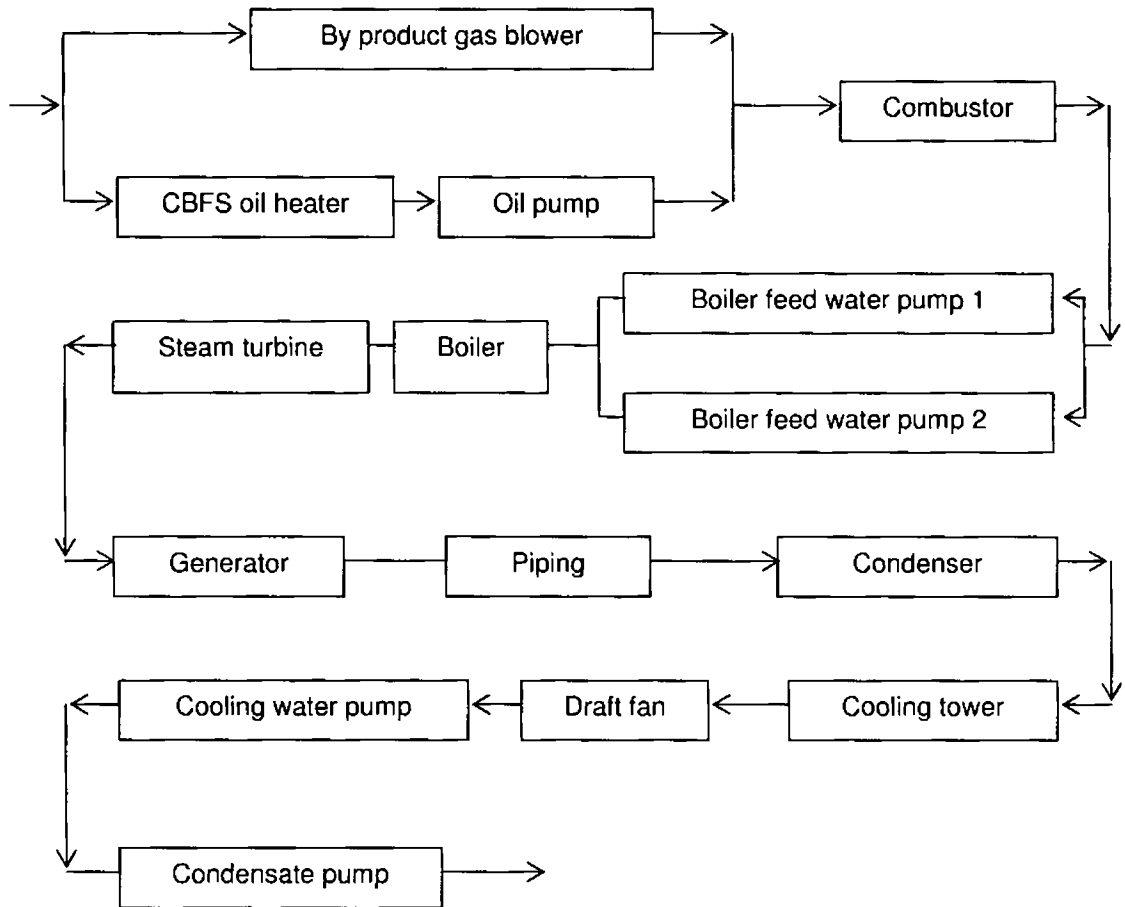 By product gas blower
Combustor
CBFS oil heater
Oil pump
Boiler feed water pump 1
Steam turbine
Boiler
Boiler feed water pump 2
Generator
Piping
Condenser
Cooling water pump
Draft fan
Cooling tower
Condensate pump